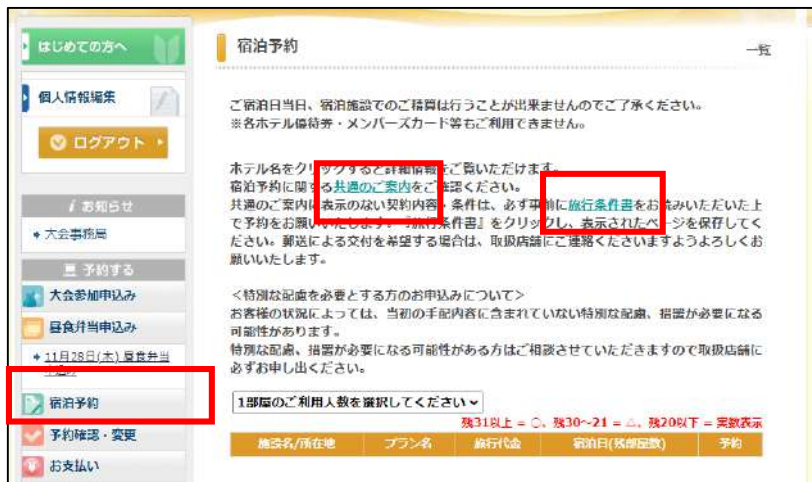 はじめての方へ
個人情報編集
ログアウト
お知らせ
大会事務局
予約する
大会参加申込み
昼食弁当申込み
11月28日(木)昼食弁当
宿泊予約
予約確認・変更
お支払い
宿泊予約
一覧
ご宿泊日当日、宿泊施設でのご精算は行うことが出来ませんのでご了承ください。
※各ホテル優待券・メンバーズカード等もご利用できません。
ホテル名をクリックすると詳細情報をご覧いただけます。
宿泊予約に関する共通のご案内をご確認ください。
共通のご案内に表示のない契約内容・条件は、必ず事前に旅行条件書をお読みいただいた上
で予約をお願いいたします。『旅行条件書』をクリックし、表示されたページを保存してく
ださい。郵送による交付を希望する場合は、取扱店舗にご連絡くださいますようよろしくお
願いいたします。
＜特別な配慮を必要とする方のお申込みについて＞
お客様の状況によっては、当初の手配内容に含まれていない特別な配慮、措置が必要になる
可能性があります。
特別な配慮、措置が必要になる可能性がある方はご相談させていただきますので取扱店舗に
必ずお申し出ください。
1部屋のご利用人数を選択してください
残31以上 = ○、残30～21 = △、残20以下 = 実数表示
施設名/所在地 プラン名 旅行代金 宿泊日(残部屋数) 予約